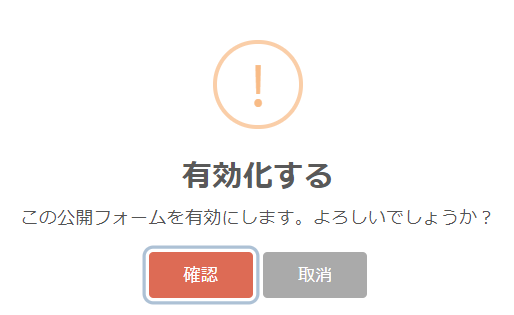 有効化する
この公開フォームを有効にします。よろしいでしょうか？
確認
取消